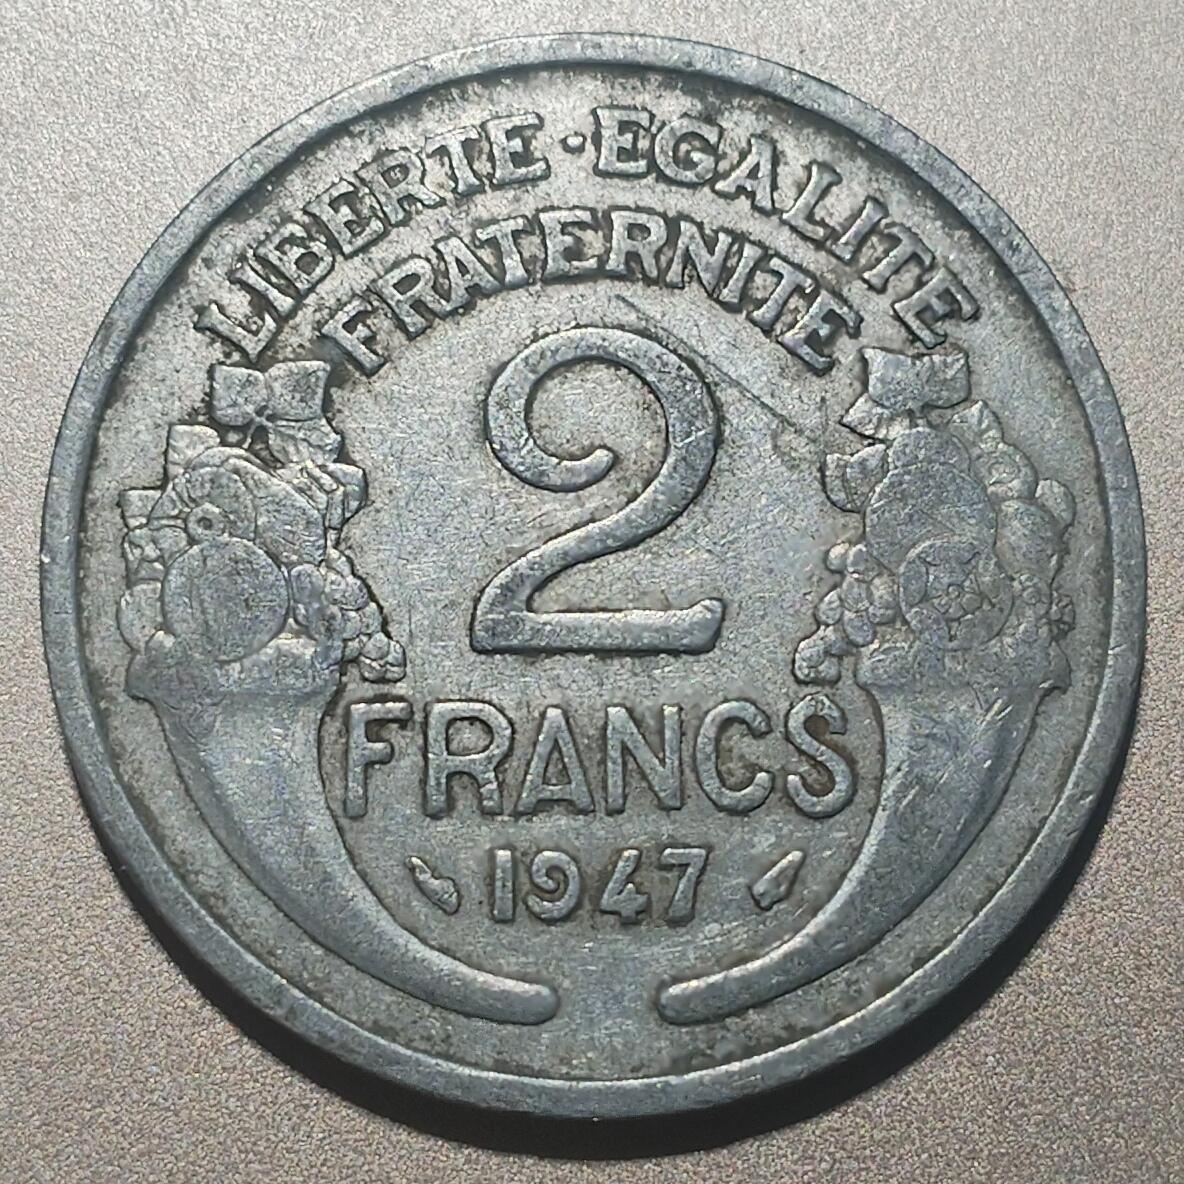 LIBERTE · EGALITE
FRATERNITE
2
FRANCS
1947